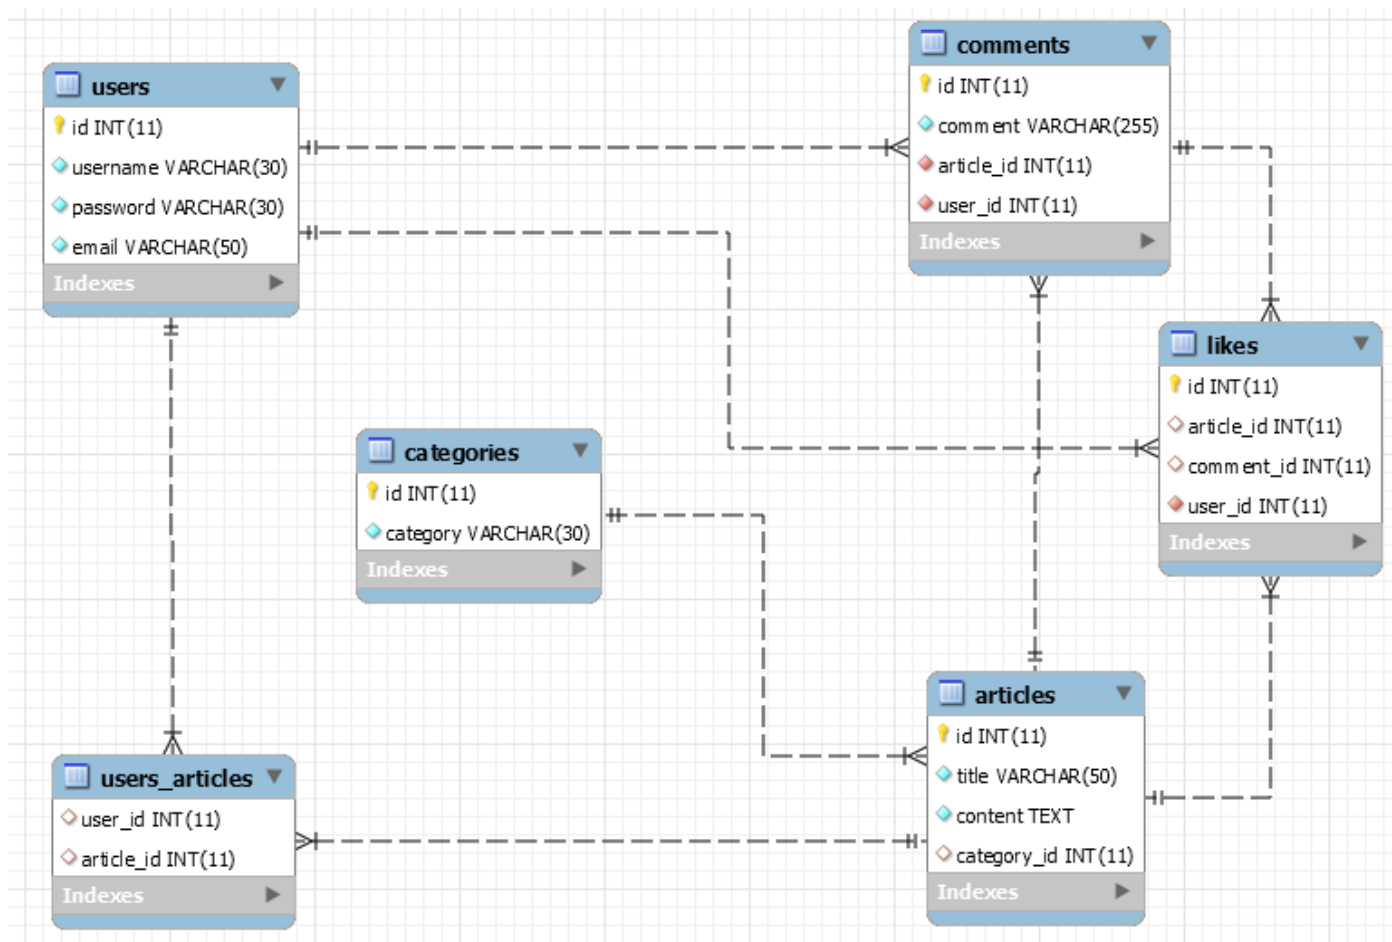 users
id INT(11)
username VARCHAR(30)
password VARCHAR(30)
email VARCHAR(50)
Indexes
comments
id INT(11)
comment VARCHAR(255)
article_id INT(11)
user_id INT(11)
Indexes
likes
id INT(11)
article_id INT(11)
comment_id INT(11)
user_id INT(11)
Indexes
categories
id INT(11)
category VARCHAR(30)
Indexes
articles
id INT(11)
title VARCHAR(50)
content TEXT
category_id INT(11)
Indexes
users_articles
user_id INT(11)
article_id INT(11)
Indexes